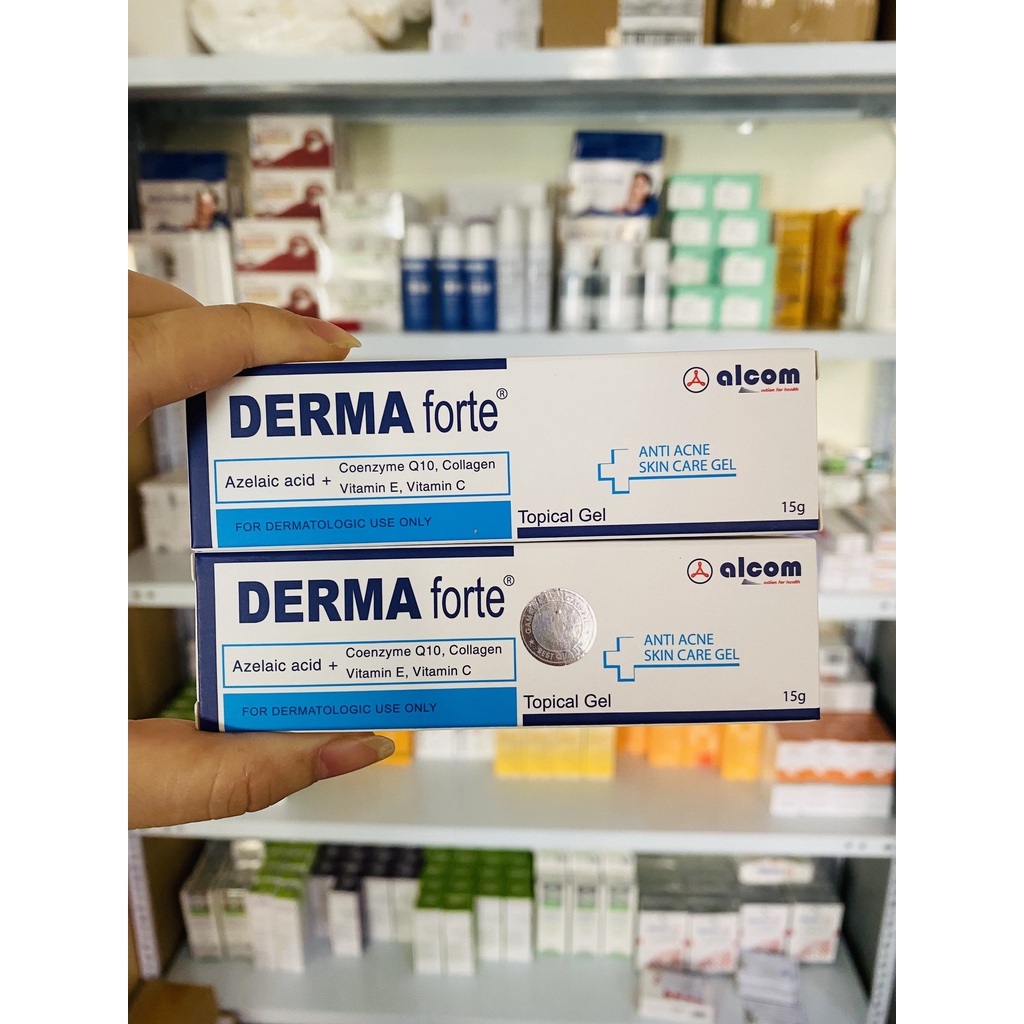 DERMA forte®
alcom
action for health
Azelaic acid + Coenzyme Q10, Collagen
Vitamin E, Vitamin C
ANTI ACNE
SKIN CARE GEL
FOR DERMATOLOGIC USE ONLY
Topical Gel
15g
DERMA forte®
alcom
action for health
Azelaic acid + Coenzyme Q10, Collagen
Vitamin E, Vitamin C
ANTI ACNE
SKIN CARE GEL
FOR DERMATOLOGIC USE ONLY
Topical Gel
15g